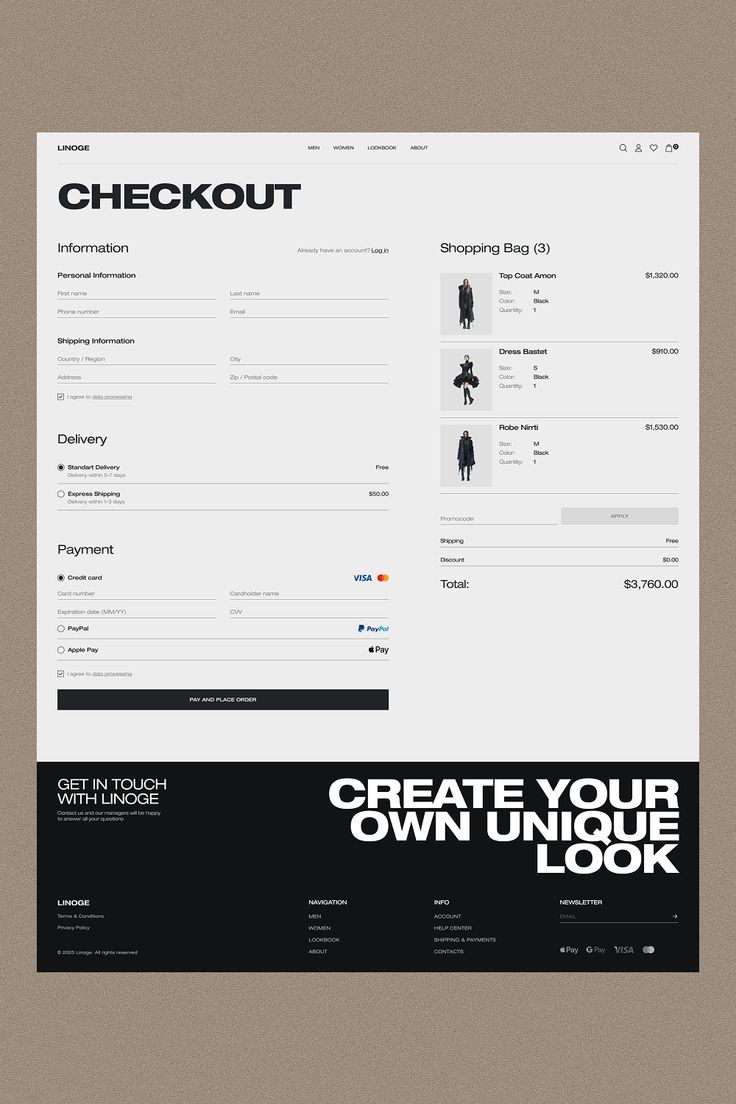 LINOGE
MEN WOMEN LOOKBOOK ABOUT
0
CHECKOUT
Information
Already have an account? Log in
Personal Information
First name Last name
Phone number Email
Shipping Information
Country / Region City
Address Zip / Postal code
I agree to data processing
Delivery
Standart Delivery Free
Delivery within 5-7 days
Express Shipping $50.00
Delivery within 1-3 days
Payment
Credit card VISA
Card number Cardholder name
Expiration date (MM/YY) CVV
PayPal PayPal
Apple Pay Pay
I agree to data processing
PAY AND PLACE ORDER
Shopping Bag (3)
Top Coat Amon $1,320.00
Size: M
Color: Black
Quantity: 1
Dress Bastet $910.00
Size: S
Color: Black
Quantity: 1
Robe Nirrti $1,530.00
Size: M
Color: Black
Quantity: 1
Promocode APPLY
Shipping Free
Discount $0.00
Total: $3,760.00
GET IN TOUCH
WITH LINOGE
Contact us and our managers will be happy
to answer all your questions
CREATE YOUR
OWN UNIQUE
LOOK
LINOGE
Terms & Conditions
Privacy Policy
© 2025 Linoge. All rights reserved
NAVIGATION
MEN
WOMEN
LOOKBOOK
ABOUT
INFO
ACCOUNT
HELP CENTER
SHIPPING & PAYMENTS
CONTACTS
NEWSLETTER
EMAIL
Pay G Pay VISA